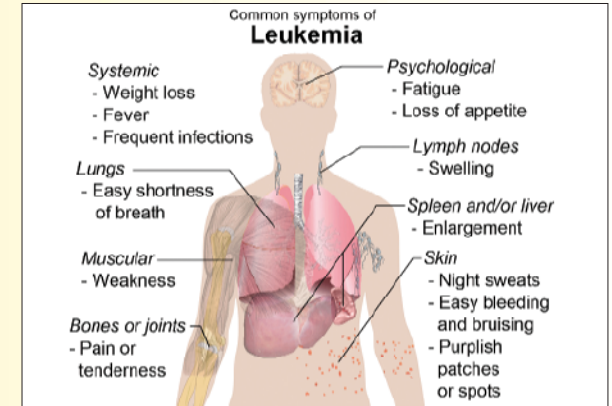 Common symptoms of
Leukemia
Systemic
- Weight loss
- Fever
- Frequent infections
Lungs
- Easy shortness
of breath
Muscular
- Weakness
Bones or joints
- Pain or
tenderness
Psychological
- Fatigue
- Loss of appetite
Lymph nodes
- Swelling
Spleen and/or liver
- Enlargement
Skin
- Night sweats
- Easy bleeding
and bruising
- Purplish
patches
or spots